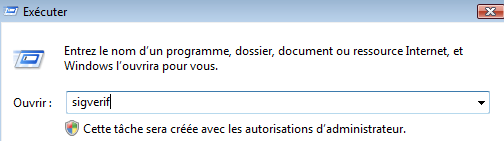 Exécuter
Entrez le nom d'un programme, dossier, document ou ressource Internet, et
Windows l'ouvrira pour vous.
Ouvrir : sigverif
Cette tâche sera créée avec les autorisations d'administrateur.